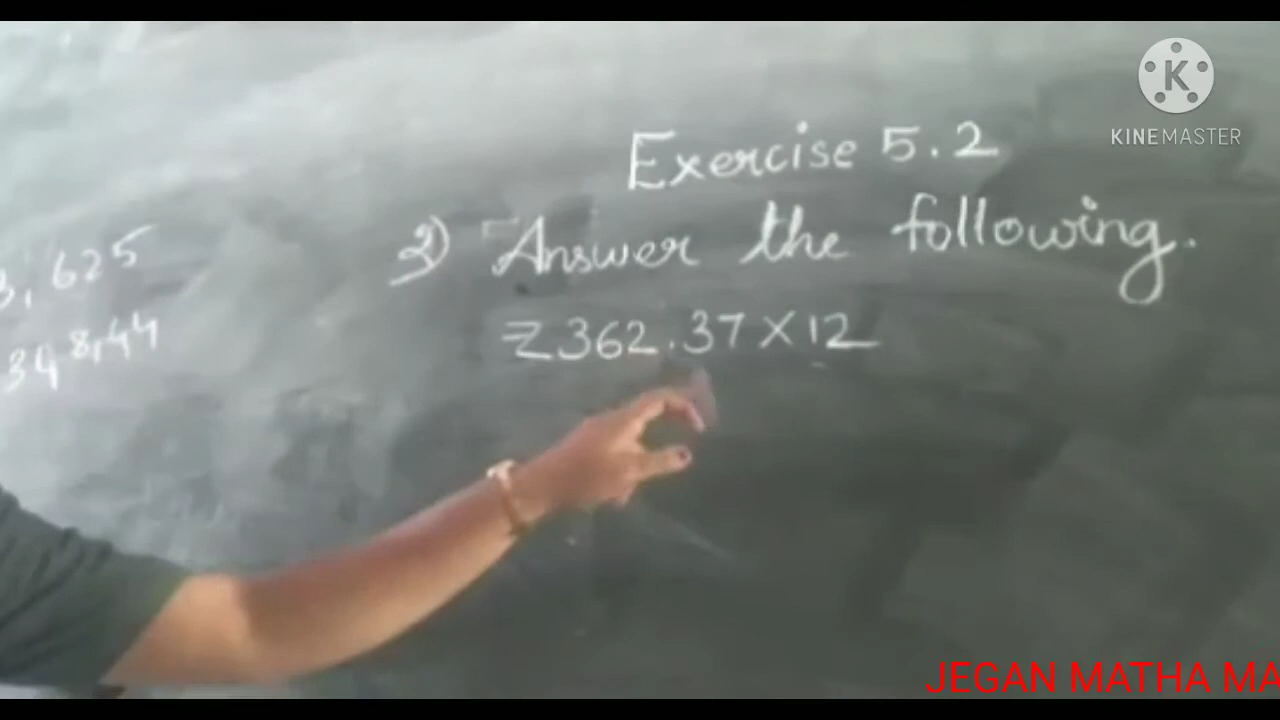 KINEMASTER
Exercise 5.2
2) Answer the following.
₹362.37 X 12
3,625
348,44
JEGAN MATHA MA